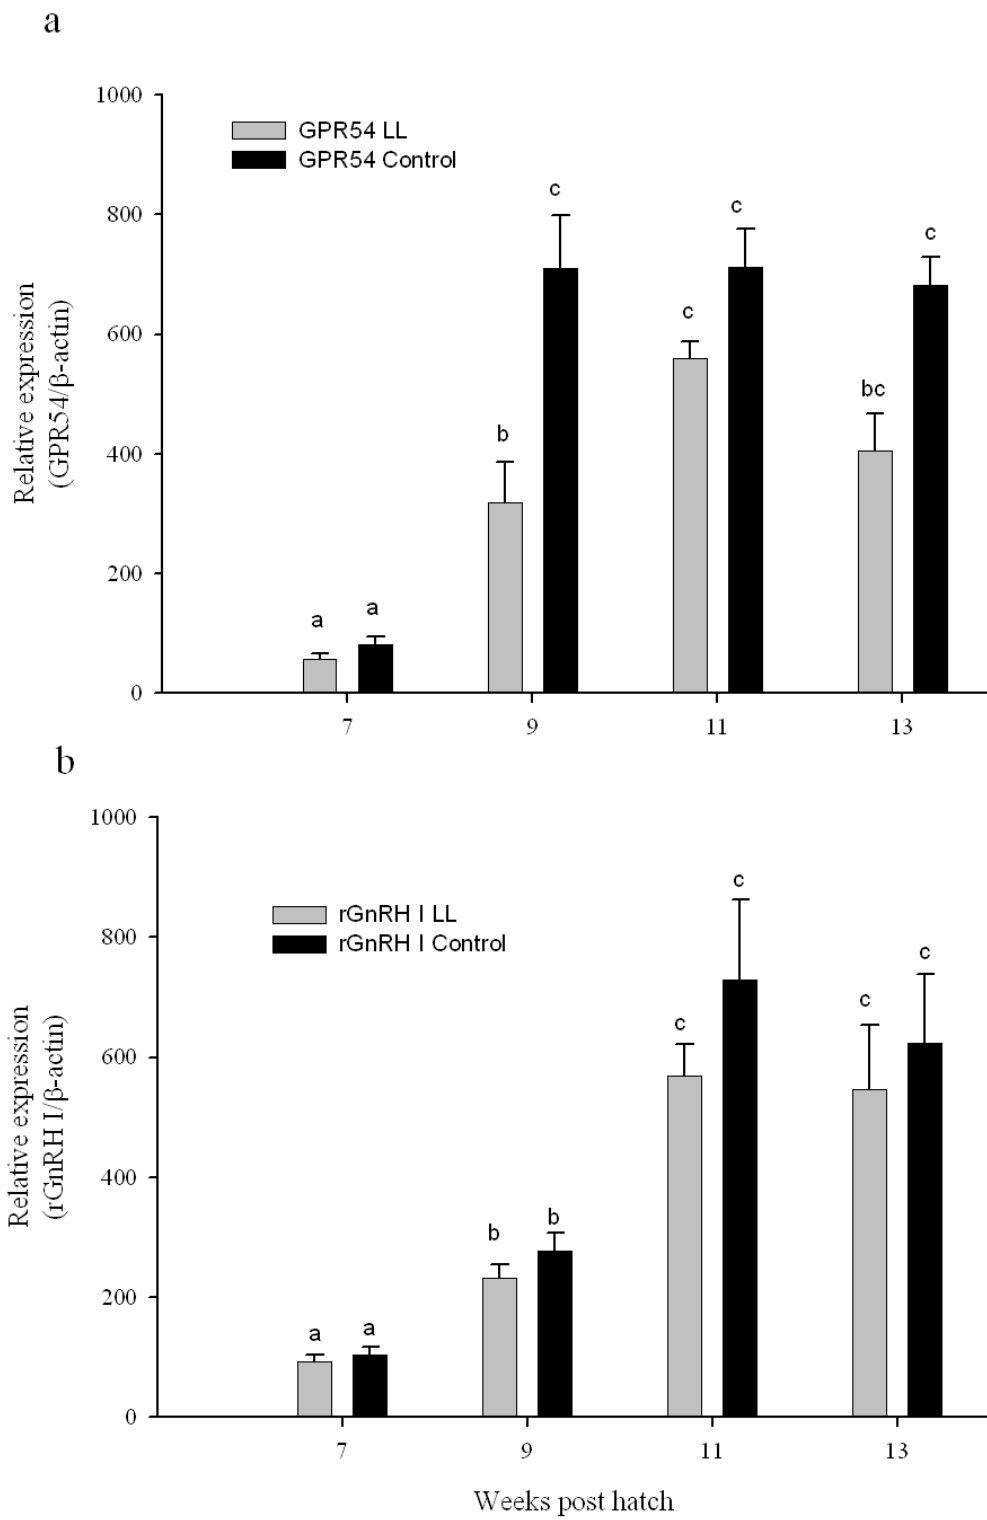 a
1000
800
600
400
200
0
Relative expression
(GPR54/β-actin)
GPR54 LL
GPR54 Control
a
a
b
c
c
c
bc
c
7
9
11
13
b
1000
800
600
400
200
0
Relative expression
(rGnRH I/β-actin)
rGnRH I LL
rGnRH I Control
a
a
b
b
c
c
c
c
7
9
11
13
Weeks post hatch